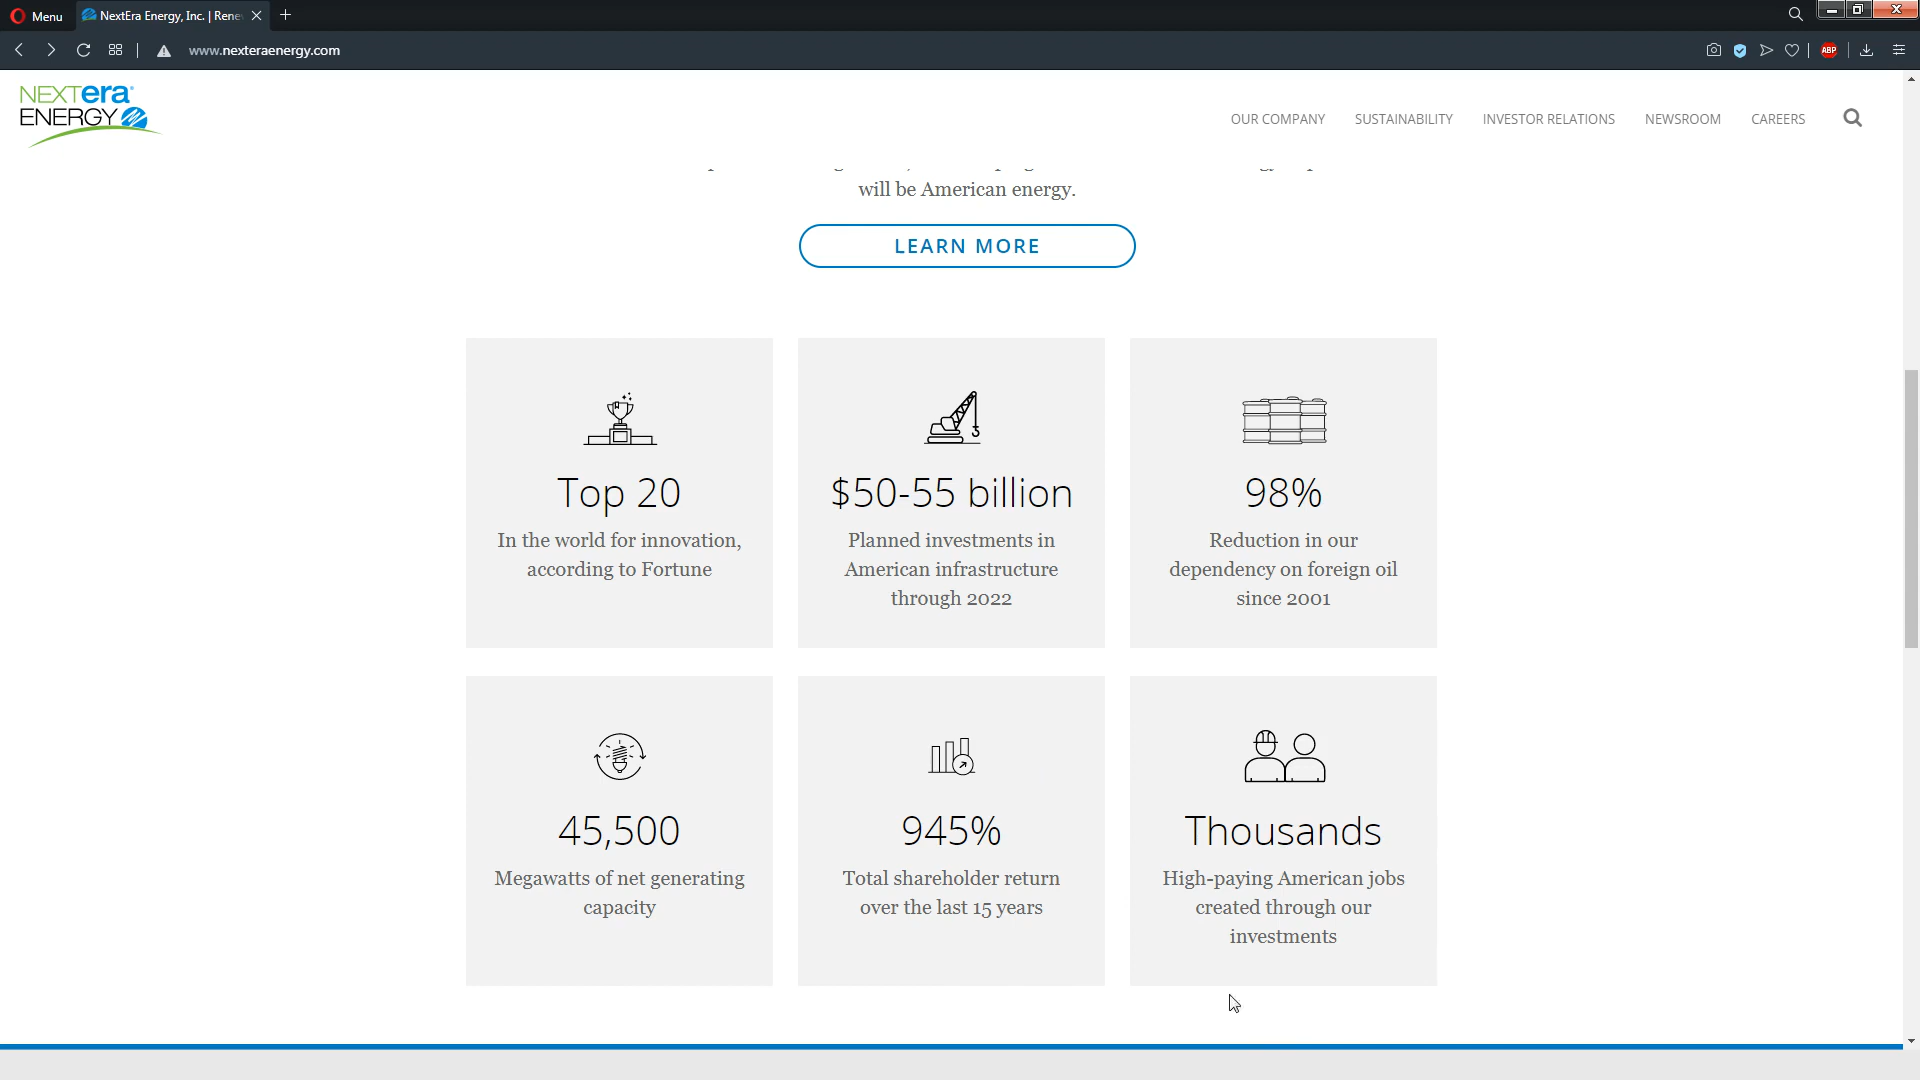 Menu
NextEra Energy, Inc. | Rene
www.nexteraenergy.com
NEXTera®
ENERGY
OUR COMPANY
SUSTAINABILITY
INVESTOR RELATIONS
NEWSROOM
CAREERS
ABP
will be American energy.
LEARN MORE
Top 20
In the world for innovation,
according to Fortune
$50-55 billion
Planned investments in
American infrastructure
through 2022
98%
Reduction in our
dependency on foreign oil
since 2001
45,500
Megawatts of net generating
capacity
945%
Total shareholder return
over the last 15 years
Thousands
High-paying American jobs
created through our
investments